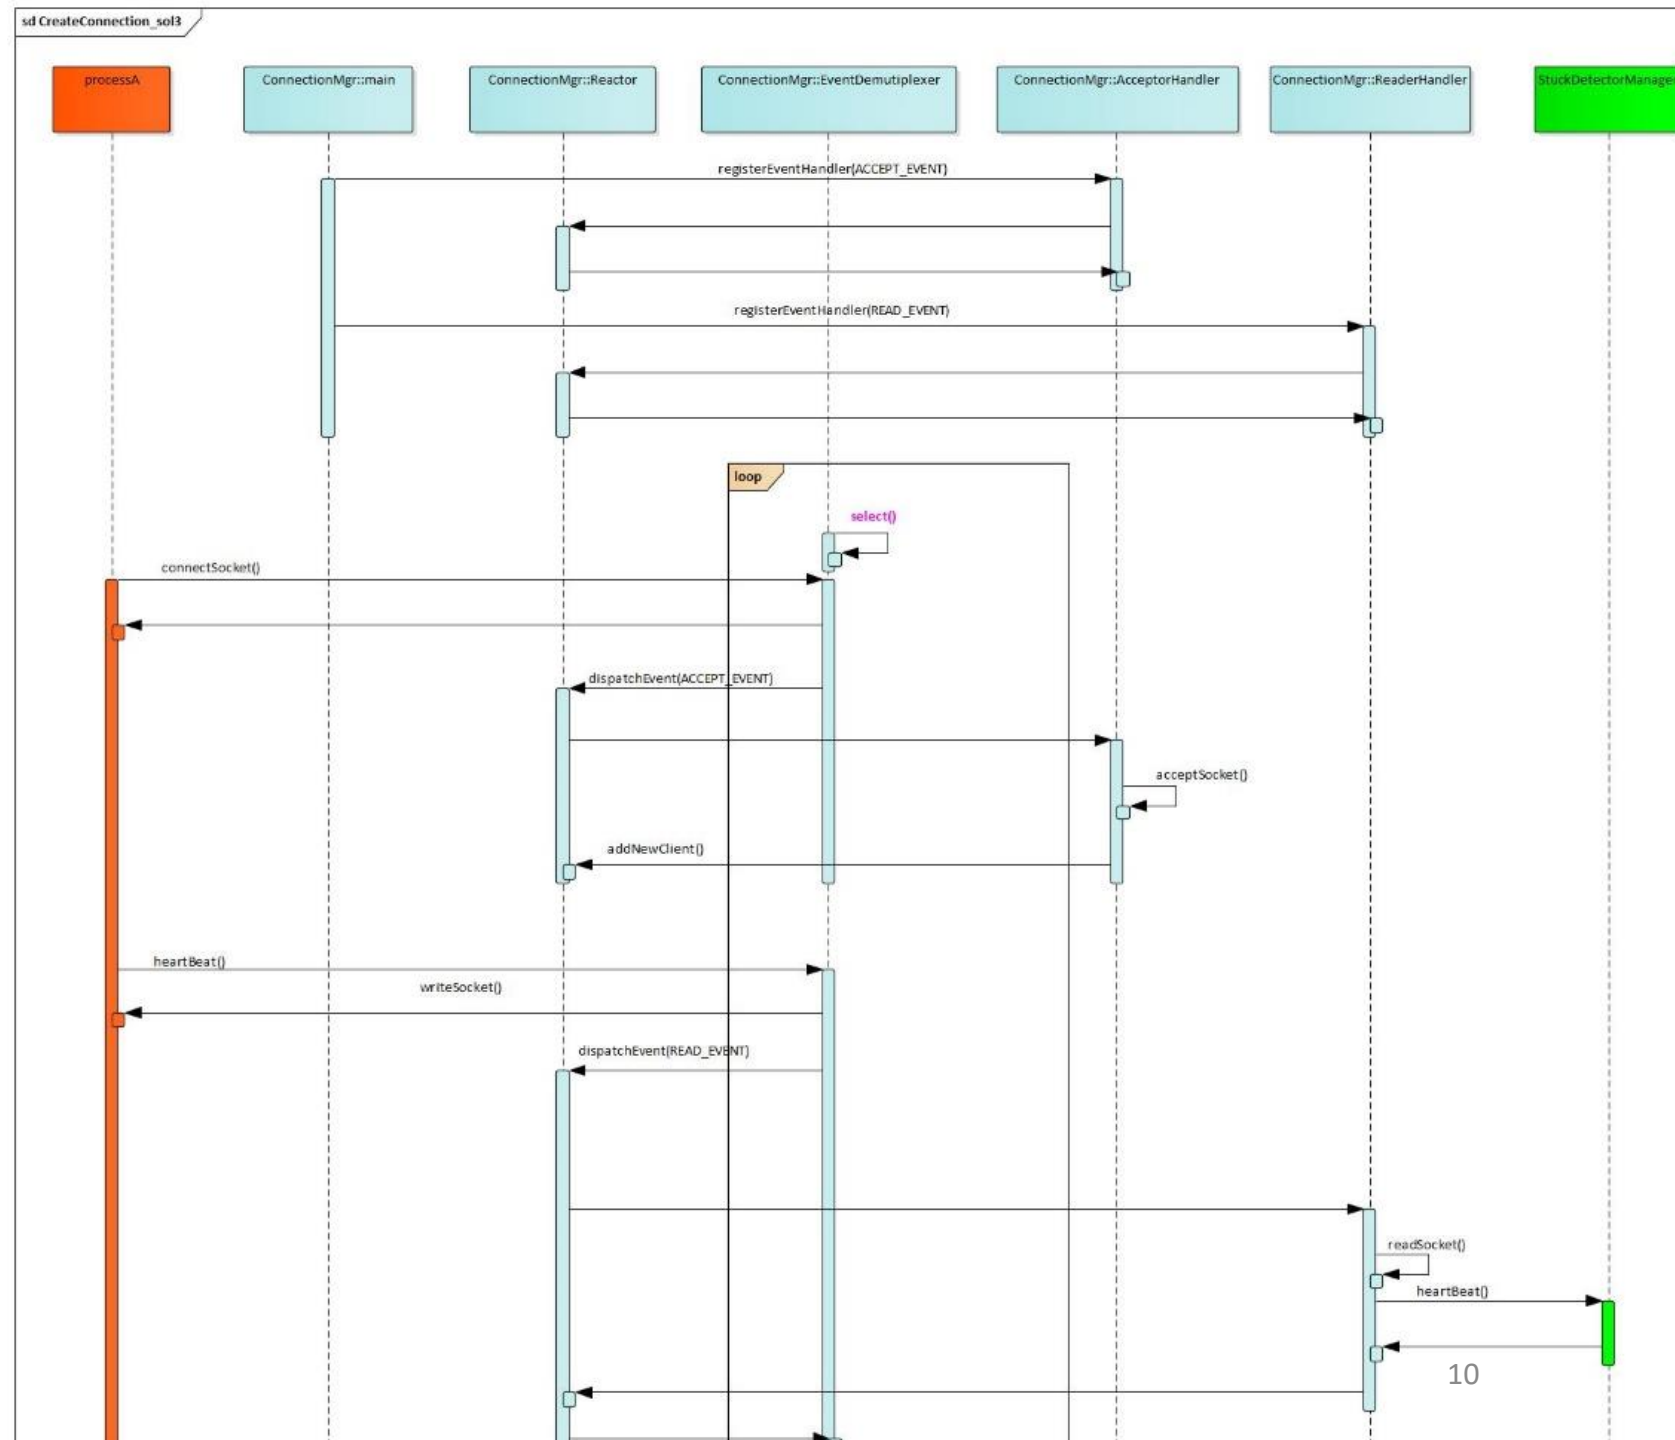 sd CreateConnection_sol3
processA
ConnectionMgr::main
ConnectionMgr::Reactor
ConnectionMgr::EventDemutiplexer
ConnectionMgr::AcceptorHandler
ConnectionMgr::ReaderHandler
StuckDetectorManage
registerEventHandler(ACCEPT_EVENT)
registerEventHandler(READ_EVENT)
loop
select()
connectSocket()
dispatchEvent(ACCEPT_EVENT)
acceptSocket()
addNewClient()
heartBeat()
writeSocket()
dispatchEvent(READ_EVENT)
readSocket()
heartBeat()
10